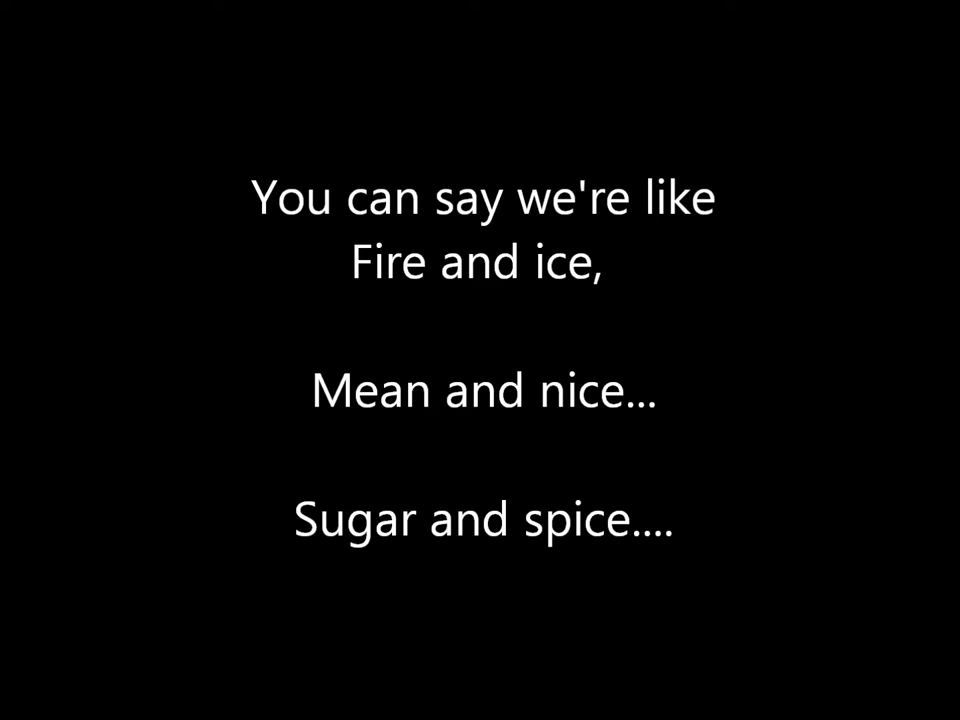 You can say we're like
Fire and ice,
Mean and nice...
Sugar and spice....